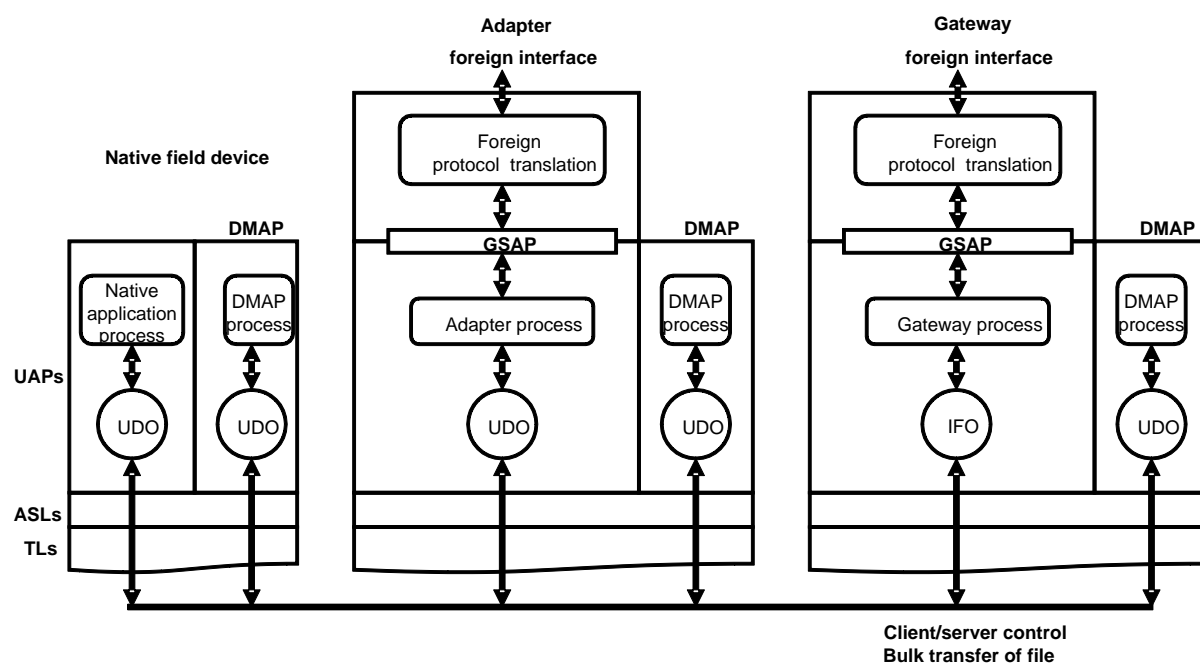 Adapter
foreign interface
Gateway
foreign interface
Foreign
protocol translation
Foreign
protocol translation
Native field device
DMAP
GSAP
DMAP
GSAP
DMAP
Native
application
process
DMAP
process
Adapter process
DMAP
process
Gateway process
DMAP
process
UAPs
UDO
UDO
UDO
UDO
IFO
UDO
ASLs
TLs
Client/server control
Bulk transfer of file